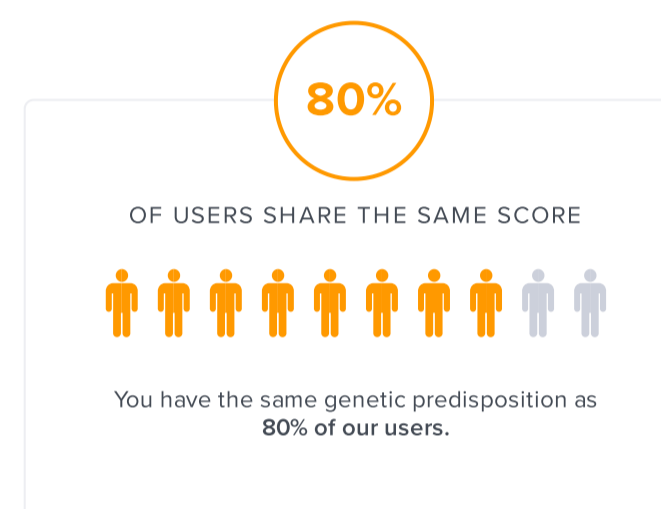 80%
OF USERS SHARE THE SAME SCORE
You have the same genetic predisposition as
80% of our users.